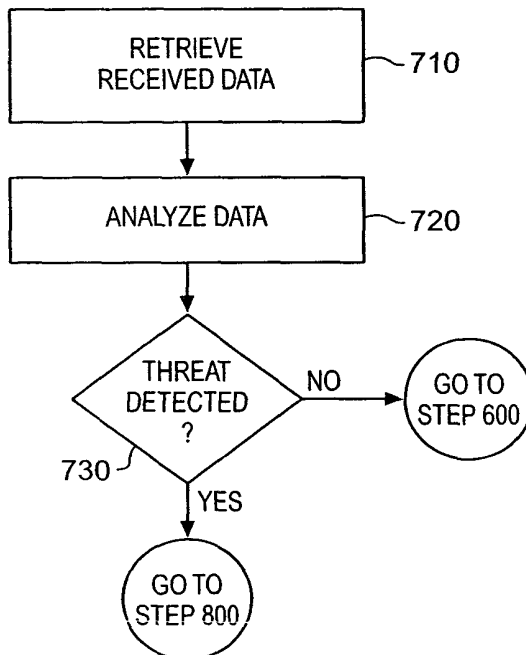 RETRIEVE
RECEIVED DATA
710
ANALYZE DATA
720
THREAT
DETECTED
?
730
NO
GO TO
STEP 600
YES
GO TO
STEP 800